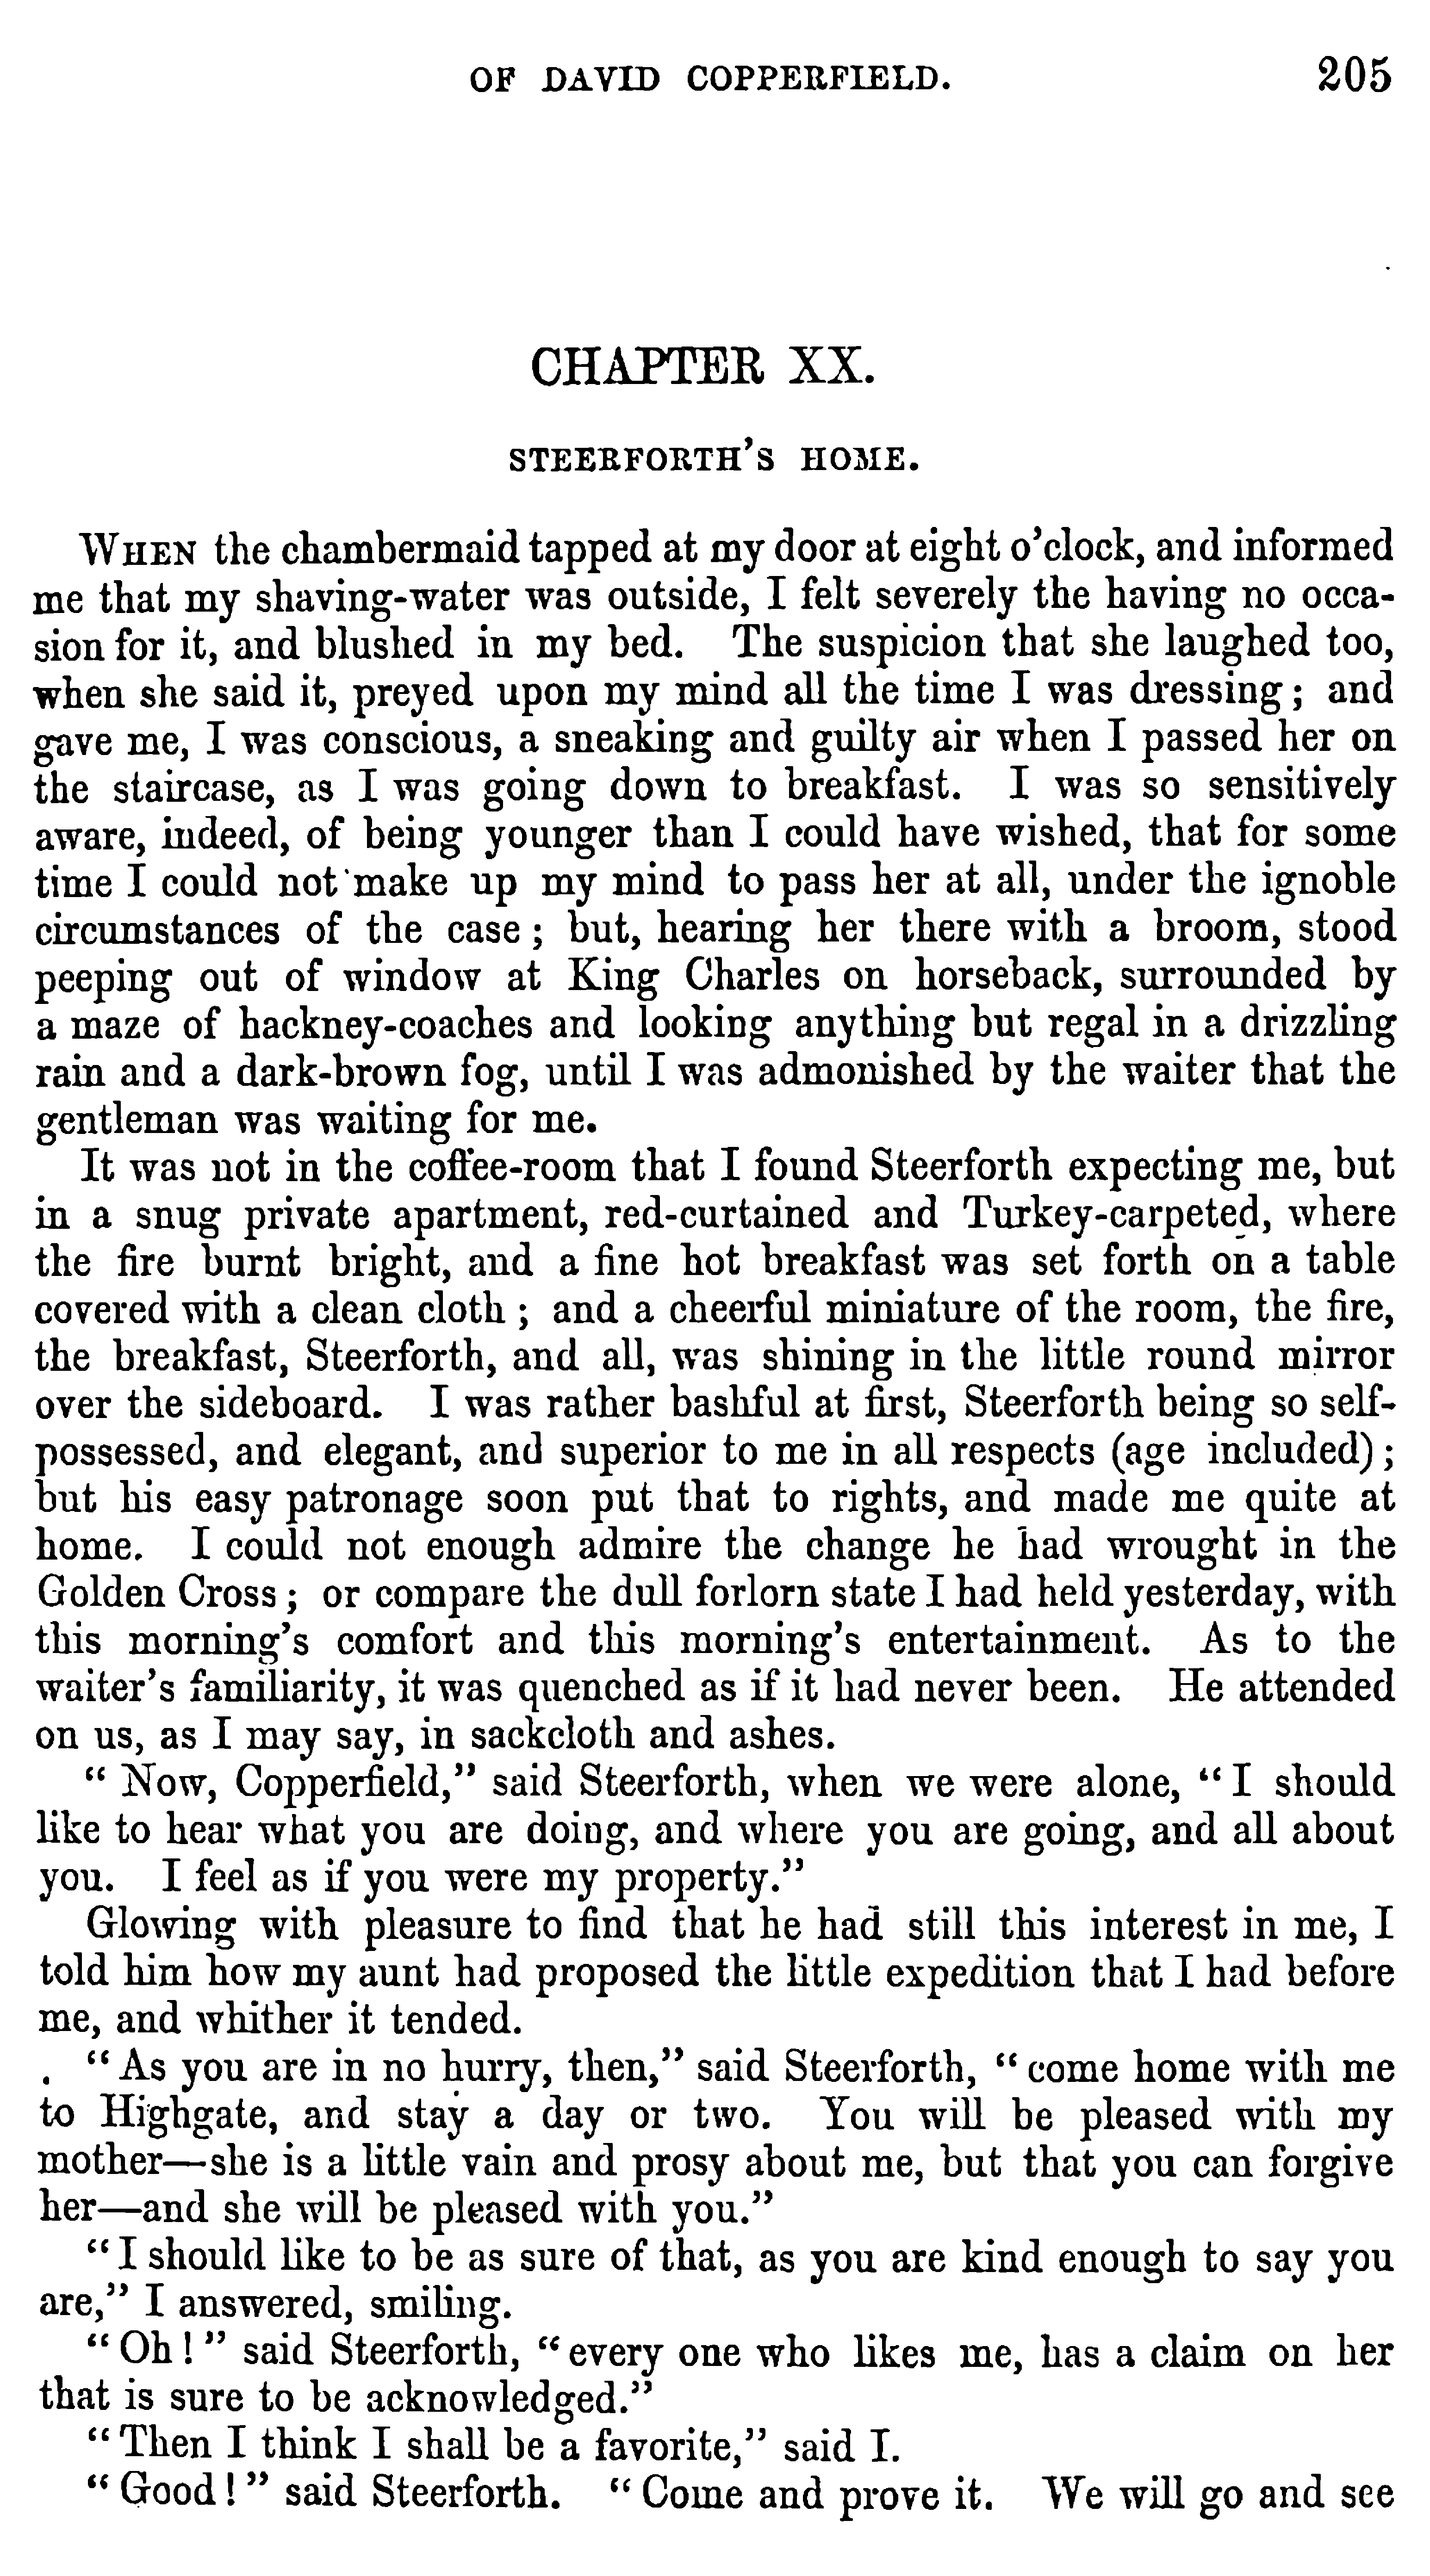 OF DAVID COPPERFIELD. 205
CHAPTER XX.
STEERFORTH'S HOME.
WHEN the chambermaid tapped at my door at eight o'clock, and informed
me that my shaving-water was outside, I felt severely the having no occa-
sion for it, and blushed in my bed. The suspicion that she laughed too,
when she said it, preyed upon my mind all the time I was dressing; and
gave me, I was conscious, a sneaking and guilty air when I passed her on
the staircase, as I was going down to breakfast. I was so sensitively
aware, indeed, of being younger than I could have wished, that for some
time I could not make up my mind to pass her at all, under the ignoble
circumstances of the case; but, hearing her there with a broom, stood
peeping out of window at King Charles on horseback, surrounded by
a maze of hackney-coaches and looking anything but regal in a drizzling
rain and a dark-brown fog, until I was admonished by the waiter that the
gentleman was waiting for me.
It was not in the coffee-room that I found Steerforth expecting me, but
in a snug private apartment, red-curtained and Turkey-carpeted, where
the fire burnt bright, and a fine hot breakfast was set forth on a table
covered with a clean cloth; and a cheerful miniature of the room, the fire,
the breakfast, Steerforth, and all, was shining in the little round mirror
over the sideboard. I was rather bashful at first, Steerforth being so self-
possessed, and elegant, and superior to me in all respects (age included);
but his easy patronage soon put that to rights, and made me quite at
home. I could not enough admire the change he had wrought in the
Golden Cross; or compare the dull forlorn state I had held yesterday, with
this morning's comfort and this morning's entertainment. As to the
waiter's familiarity, it was quenched as if it had never been. He attended
on us, as I may say, in sackcloth and ashes.
"Now, Copperfield," said Steerforth, when we were alone, "I should
like to hear what you are doing, and where you are going, and all about
you. I feel as if you were my property."
Glowing with pleasure to find that he had still this interest in me, I
told him how my aunt had proposed the little expedition that I had before
me, and whither it tended.
"As you are in no hurry, then," said Steerforth, "come home with me
to Highgate, and stay a day or two. You will be pleased with my
mother—she is a little vain and prosy about me, but that you can forgive
her—and she will be pleased with you."
"I should like to be as sure of that, as you are kind enough to say you
are," I answered, smiling.
"Oh!" said Steerforth, "every one who likes me, has a claim on her
that is sure to be acknowledged."
"Then I think I shall be a favorite," said I.
"Good!" said Steerforth. "Come and prove it. We will go and see